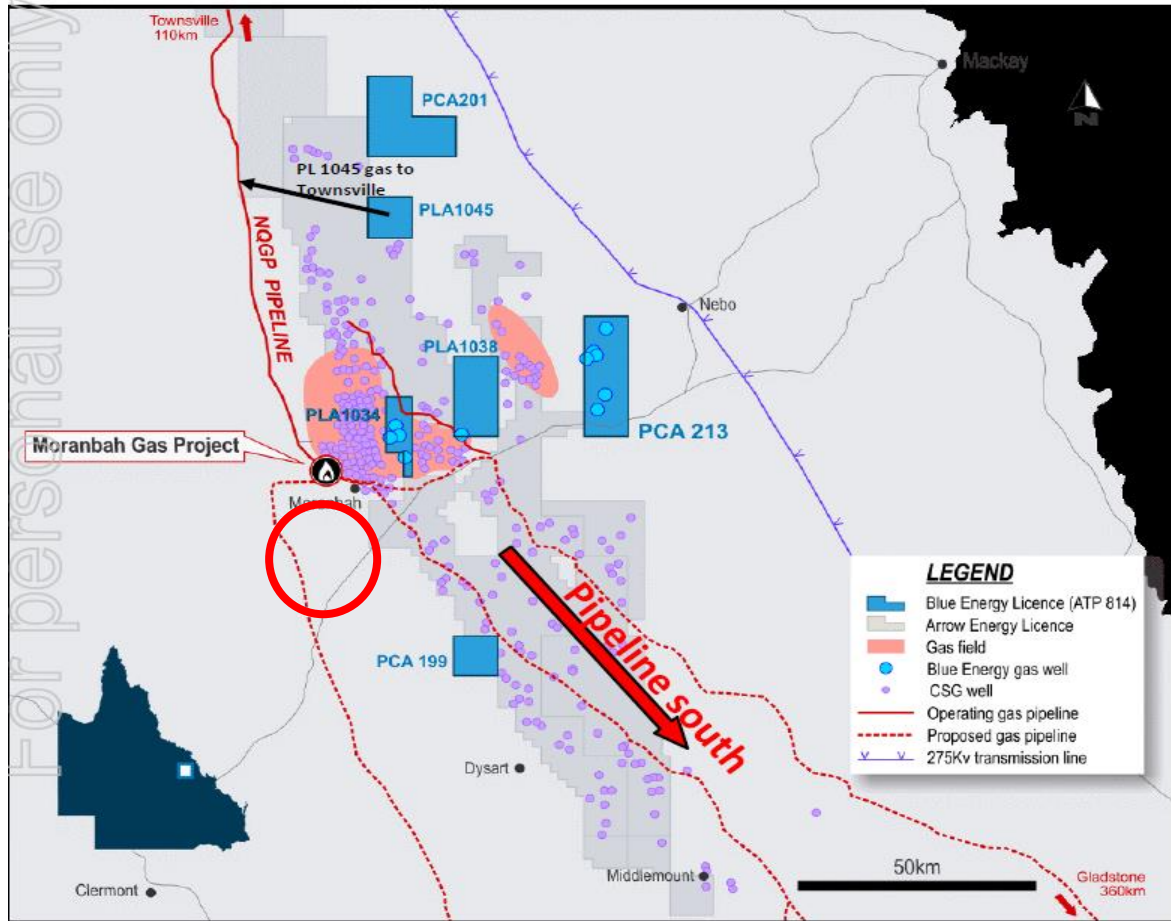 For personal use only
Townsville
110km
Mackay
N
PCA201
PL 1045 gas to
Townsville
PLA1045
NQGP PIPELINE
Nebo
PLA1038
PLA1034
PCA 213
Moranbah Gas Project
Moranbah
Pipeline south
PCA 199
Dysart
LEGEND
Blue Energy Licence (ATP 814)
Arrow Energy Licence
Gas field
Blue Energy gas well
CSG well
Operating gas pipeline
Proposed gas pipeline
275Kv transmission line
50km
Middlemount
Clermont
Gladstone
360km